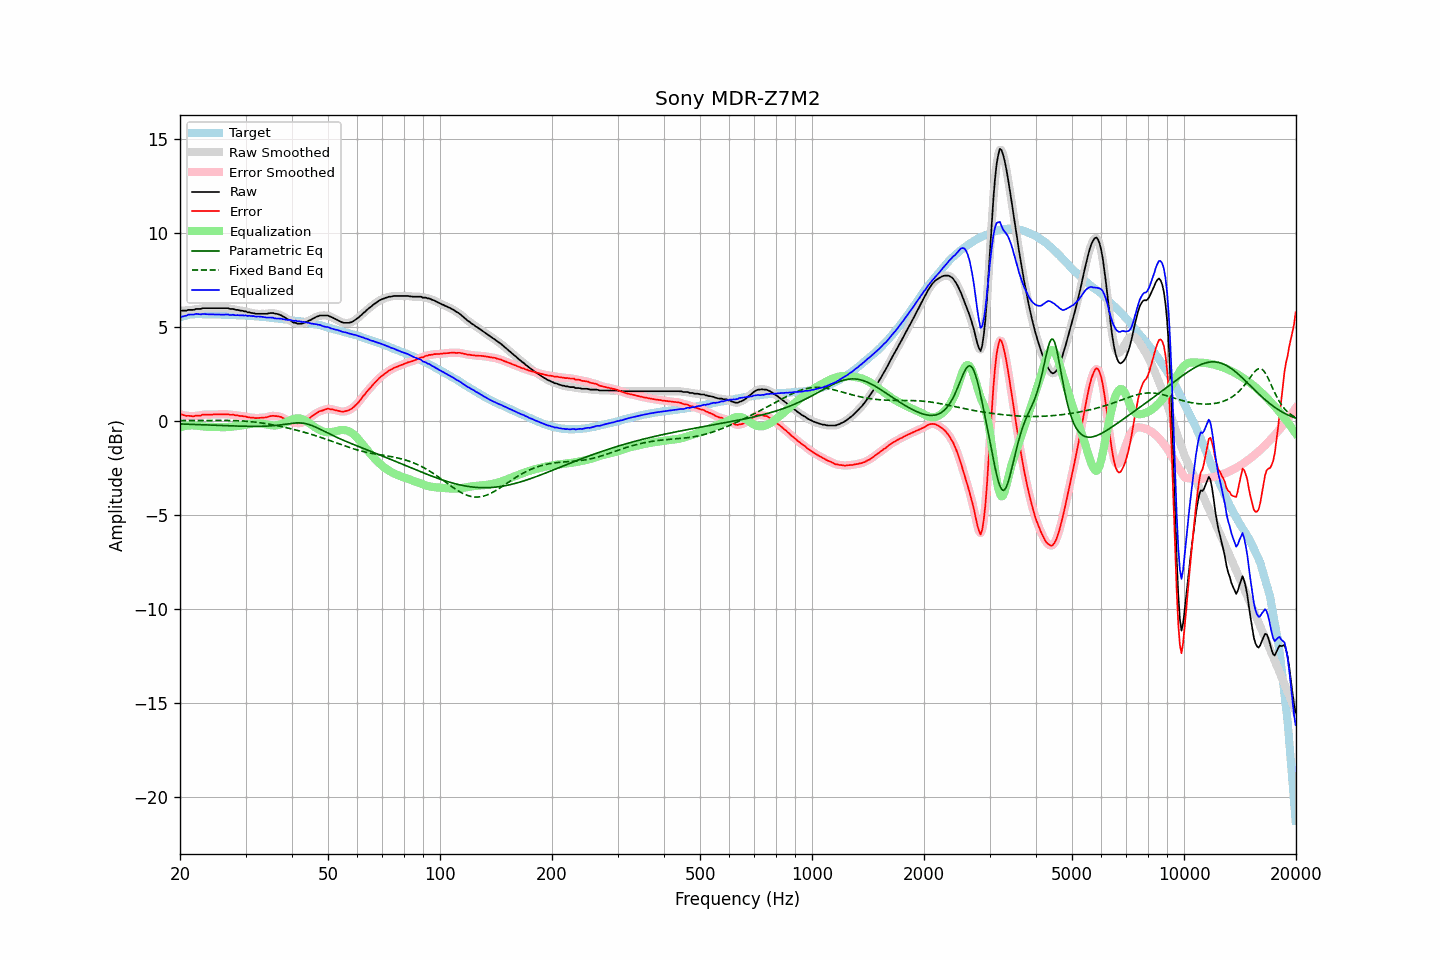 Sony MDR-Z7M2
Target
Raw Smoothed
Error Smoothed
Raw
Error
Equalization
Parametric Eq
Fixed Band Eq
Equalized
Amplitude (dBr)
15
10
5
0
−5
−10
−15
−20
20
50
100
200
500
1000
2000
5000
10000
20000
Frequency (Hz)